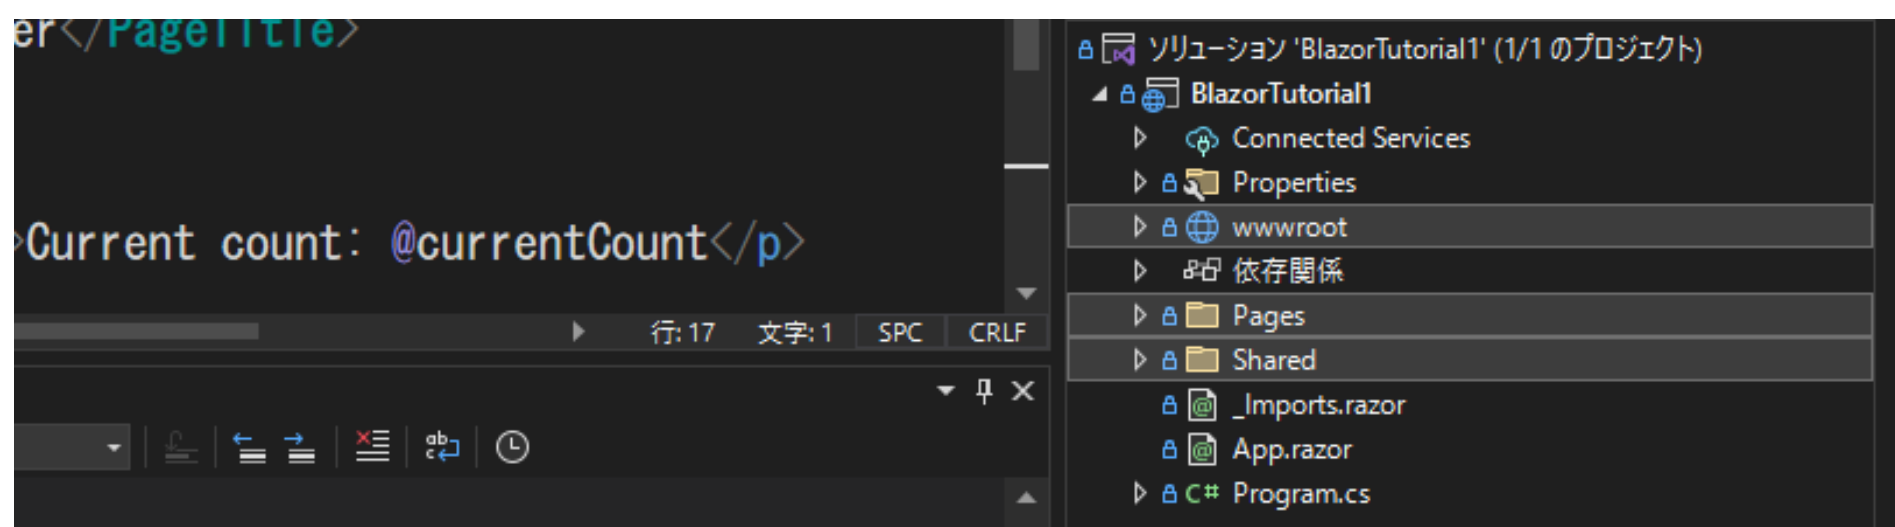 er</PageTitle>
>Current count: @currentCount</p>
行: 17 文字: 1 SPC CRLF
ソリューション 'BlazorTutorial1' (1/1 のプロジェクト)
BlazorTutorial1
Connected Services
Properties
wwwroot
依存関係
Pages
Shared
_Imports.razor
App.razor
C# Program.cs